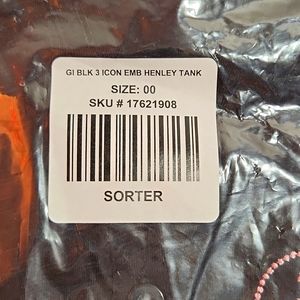 GI BLK 3 ICON EMB HENLEY TANK
SIZE: 00
SKU # 17621908
SORTER